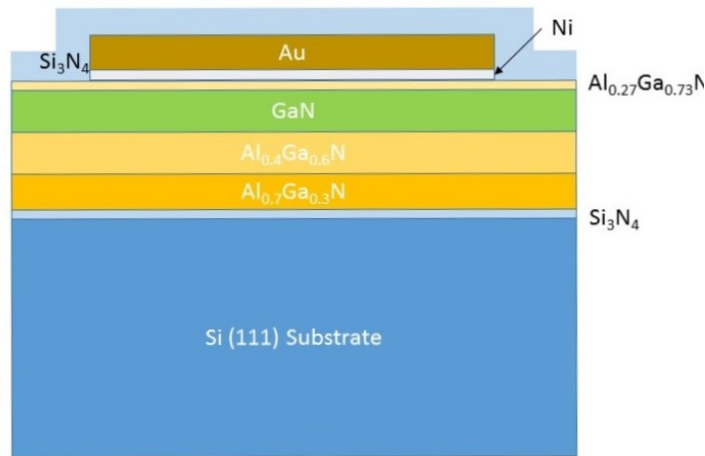 Ni
Au
Si₃N₄
Al₀.₂₇Ga₀.₇₃N
GaN
Al₀.₄Ga₀.₆N
Al₀.₇Ga₀.₃N
Si₃N₄
Si (111) Substrate